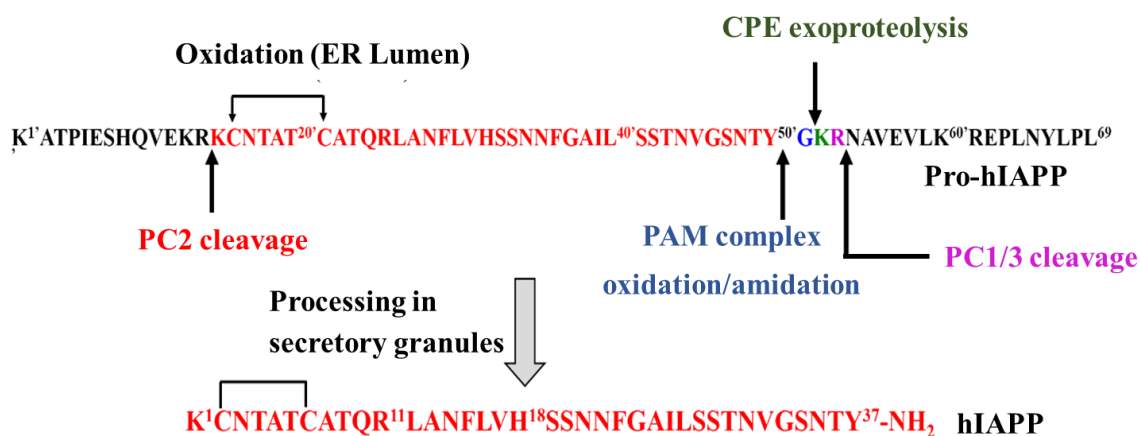 CPE exoproteolysis
Oxidation (ER Lumen)
K1'ATPIESHQVEKRKCNTAT20'CATQRLANFLVHSSNNFGAIL40'SSTNVGSNTY50'GKRNAVEVLK60'REPLNYLPL69
Pro-hIAPP
PC2 cleavage
PAM complex
oxidation/amidation
PC1/3 cleavage
Processing in
secretory granules
K1CNTATCATQR11LANFLVH18SSNNFGAILSSTNVGSNTY37-NH2 hIAPP